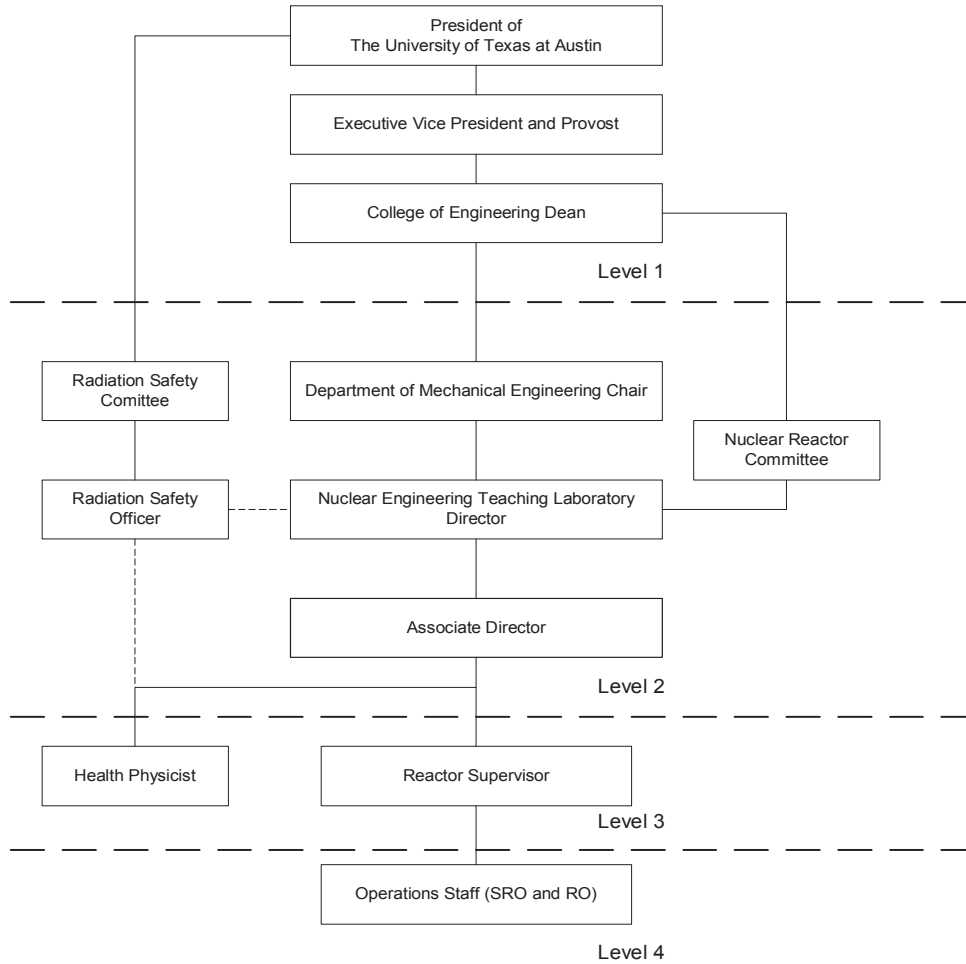 President of
The University of Texas at Austin
Executive Vice President and Provost
College of Engineering Dean
Level 1
Radiation Safety
Comittee
Department of Mechanical Engineering Chair
Nuclear Reactor
Committee
Radiation Safety
Officer
Nuclear Engineering Teaching Laboratory
Director
Associate Director
Level 2
Health Physicist
Reactor Supervisor
Level 3
Operations Staff (SRO and RO)
Level 4